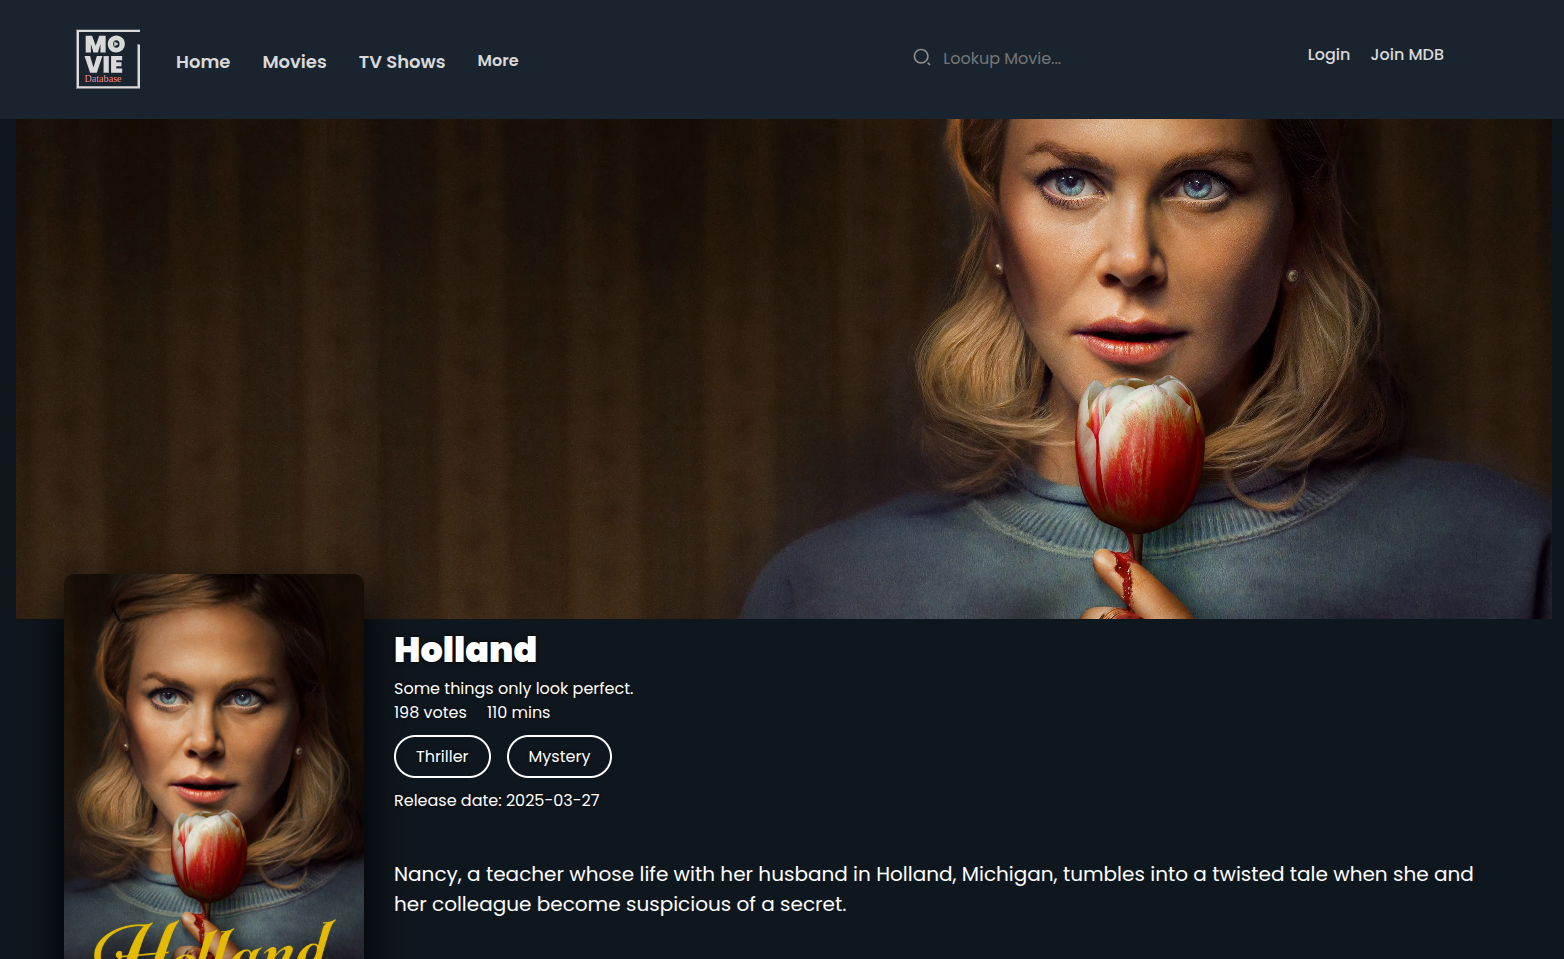 MO
VIE
Database
Home Movies TV Shows More
Lookup Movie...
Login Join MDB
Holland
Some things only look perfect.
198 votes 110 mins
Thriller Mystery
Release date: 2025-03-27
Nancy, a teacher whose life with her husband in Holland, Michigan, tumbles into a twisted tale when she and
her colleague become suspicious of a secret.
Holland